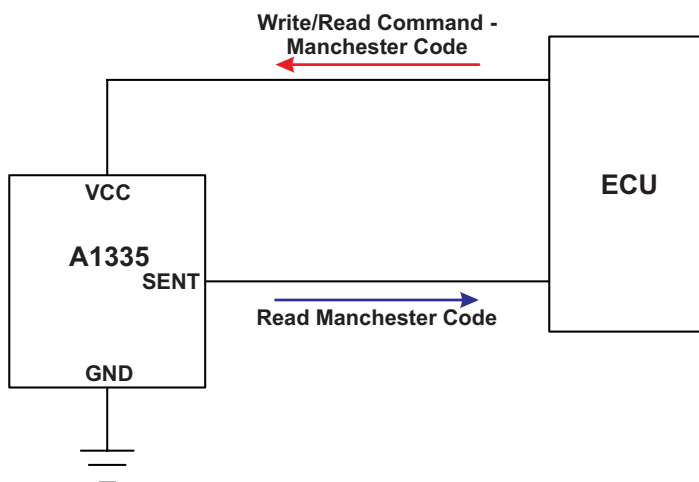 Write/Read Command -
Manchester Code
ECU
VCC
A1335
SENT
Read Manchester Code
GND